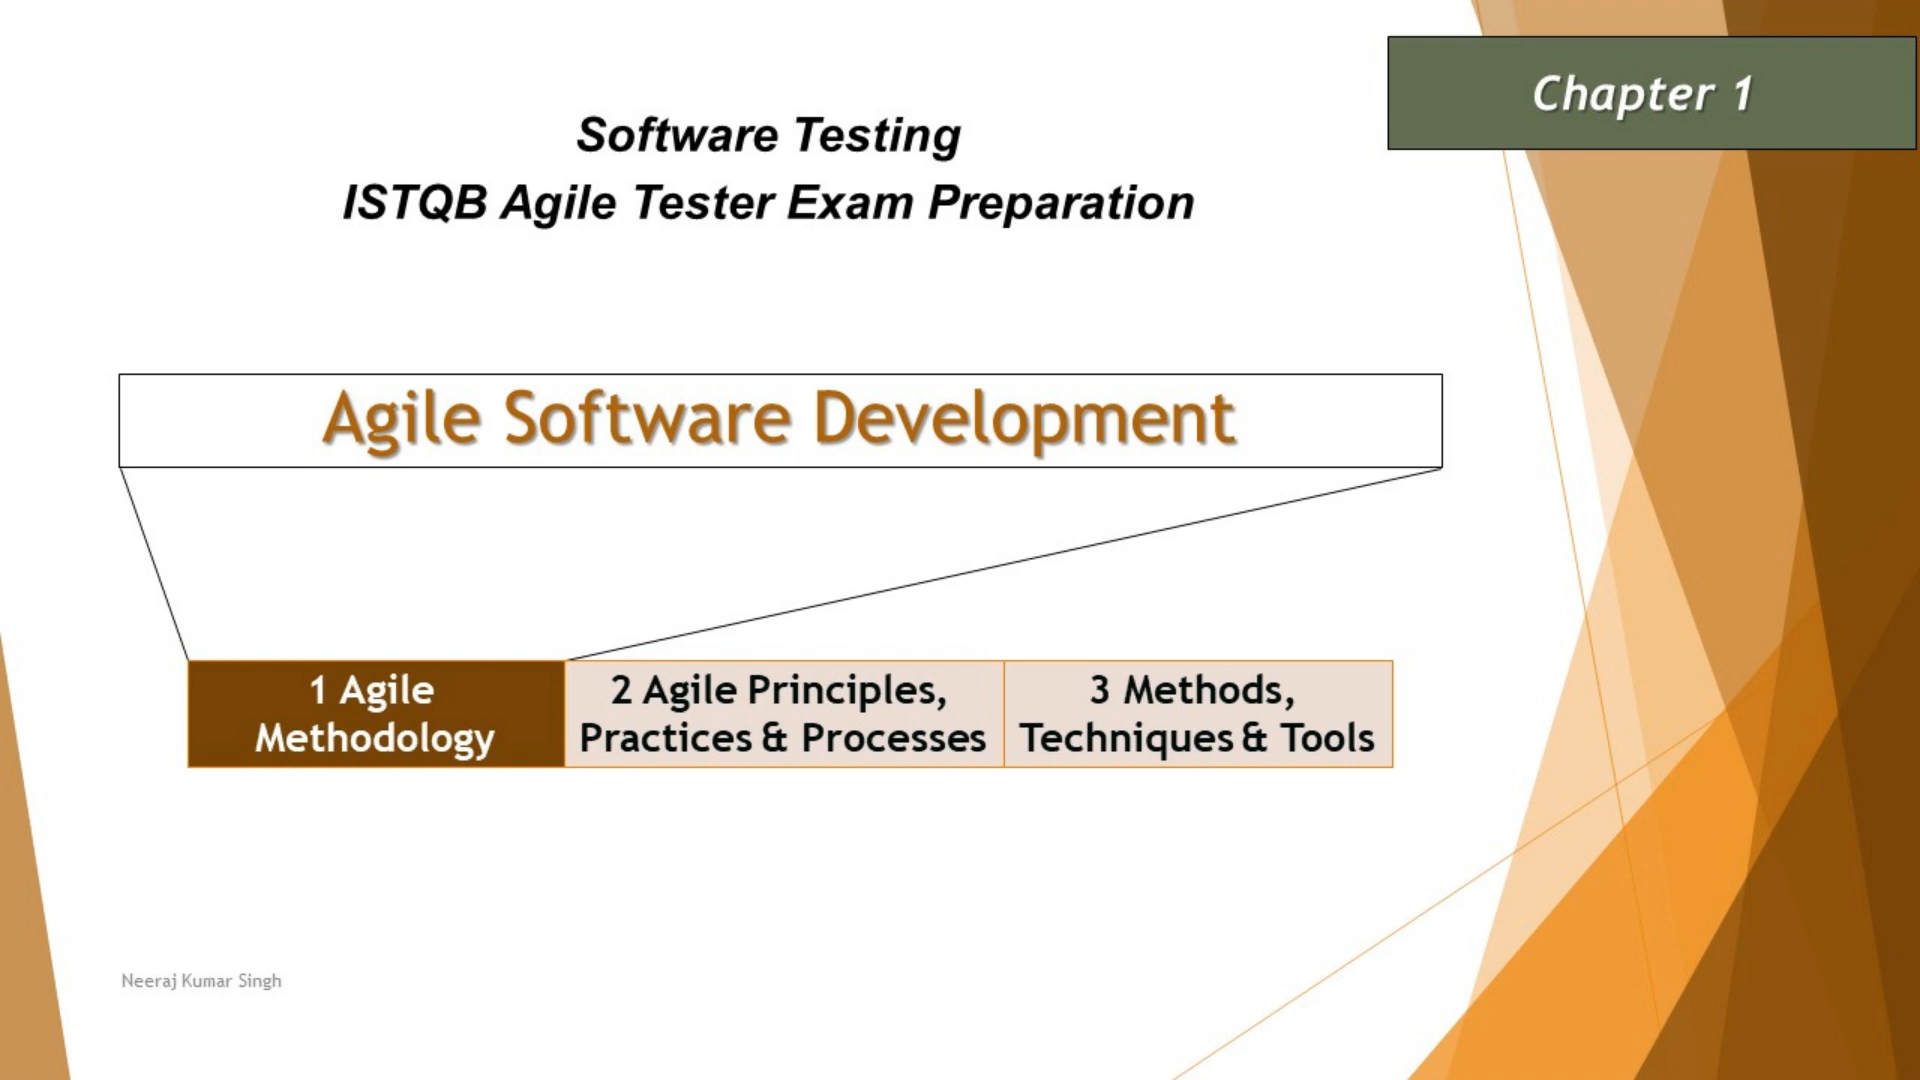 Chapter 1
Software Testing
ISTQB Agile Tester Exam Preparation
Agile Software Development
1 Agile
Methodology
2 Agile Principles,
Practices & Processes
3 Methods,
Techniques & Tools
Neeraj Kumar Singh